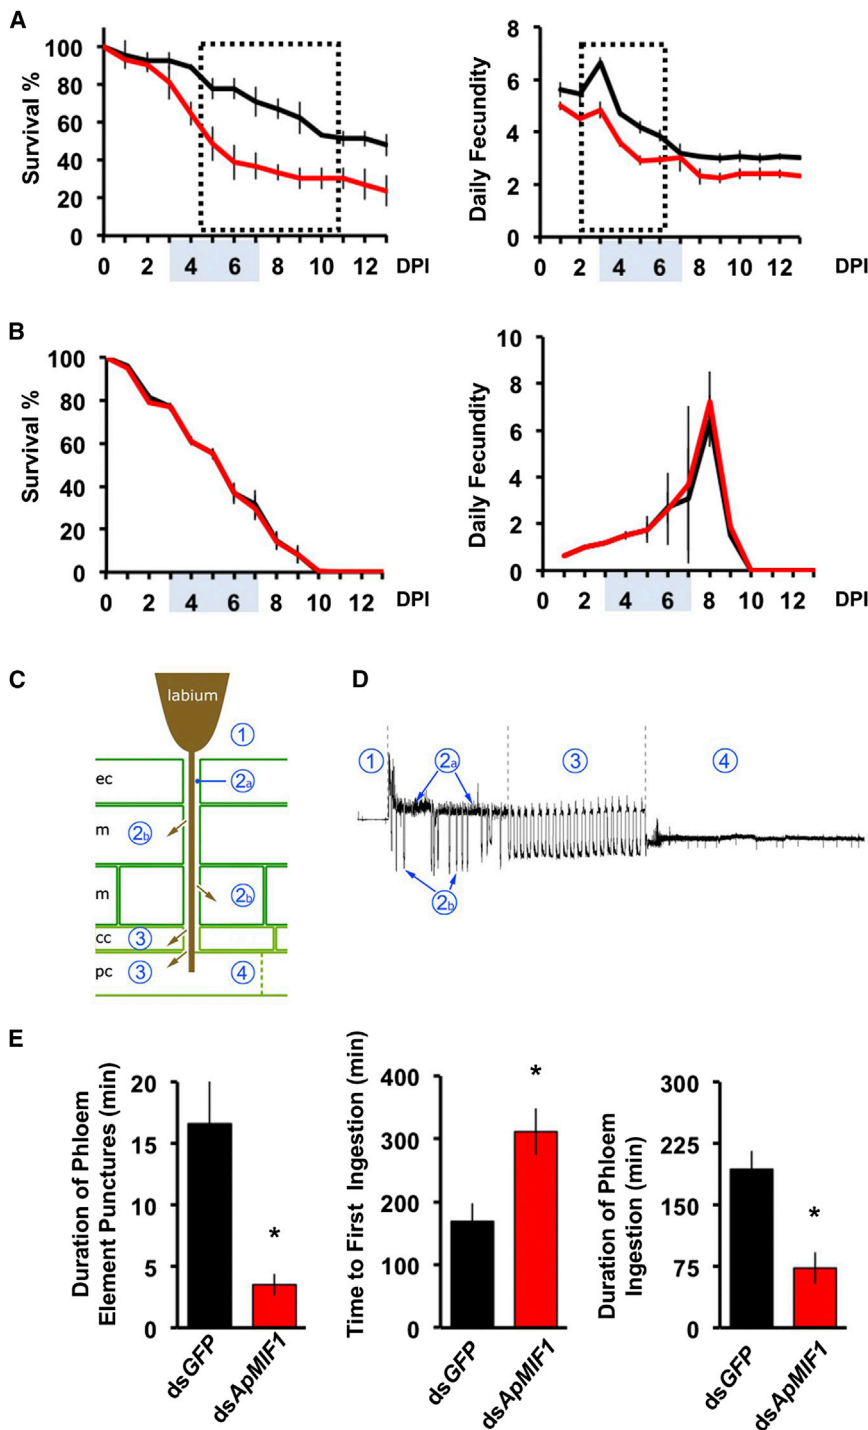 A
Survival %
100
80
60
40
20
0
0 2 4 6 8 10 12 DPI
Daily Fecundity
8
6
4
2
0
0 2 4 6 8 10 12 DPI
B
Survival %
100
80
60
40
20
0
0 2 4 6 8 10 12 DPI
Daily Fecundity
10
8
6
4
2
0
0 2 4 6 8 10 12 DPI
C
labium
1
ec
2a
m
2b
m
2b
cc
3
pc
3
4
D
1
2a
3
4
2b
E
Duration of Phloem
Element Punctures (min)
20
15
10
5
0
*
dsGFP
dsApMIF1
Time to First Ingestion (min)
400
300
200
100
0
*
dsGFP
dsApMIF1
Duration of Phloem
Ingestion (min)
300
225
150
75
0
*
dsGFP
dsApMIF1